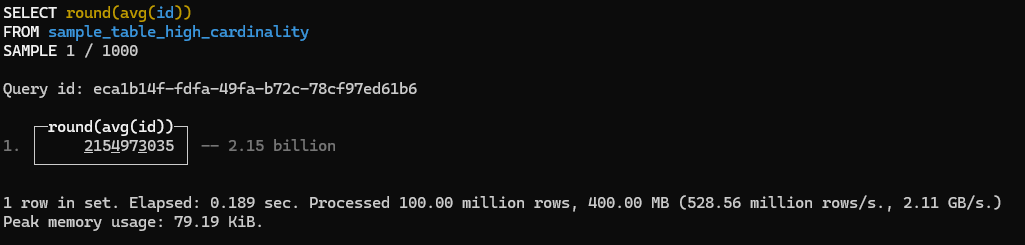 SELECT round(avg(id))
FROM sample_table_high_cardinality
SAMPLE 1 / 1000
Query id: eca1b14f-fdfa-49fa-b72c-78cf97ed61b6
round(avg(id))
1. 2154973035 -- 2.15 billion
1 row in set. Elapsed: 0.189 sec. Processed 100.00 million rows, 400.00 MB (528.56 million rows/s., 2.11 GB/s.)
Peak memory usage: 79.19 KiB.